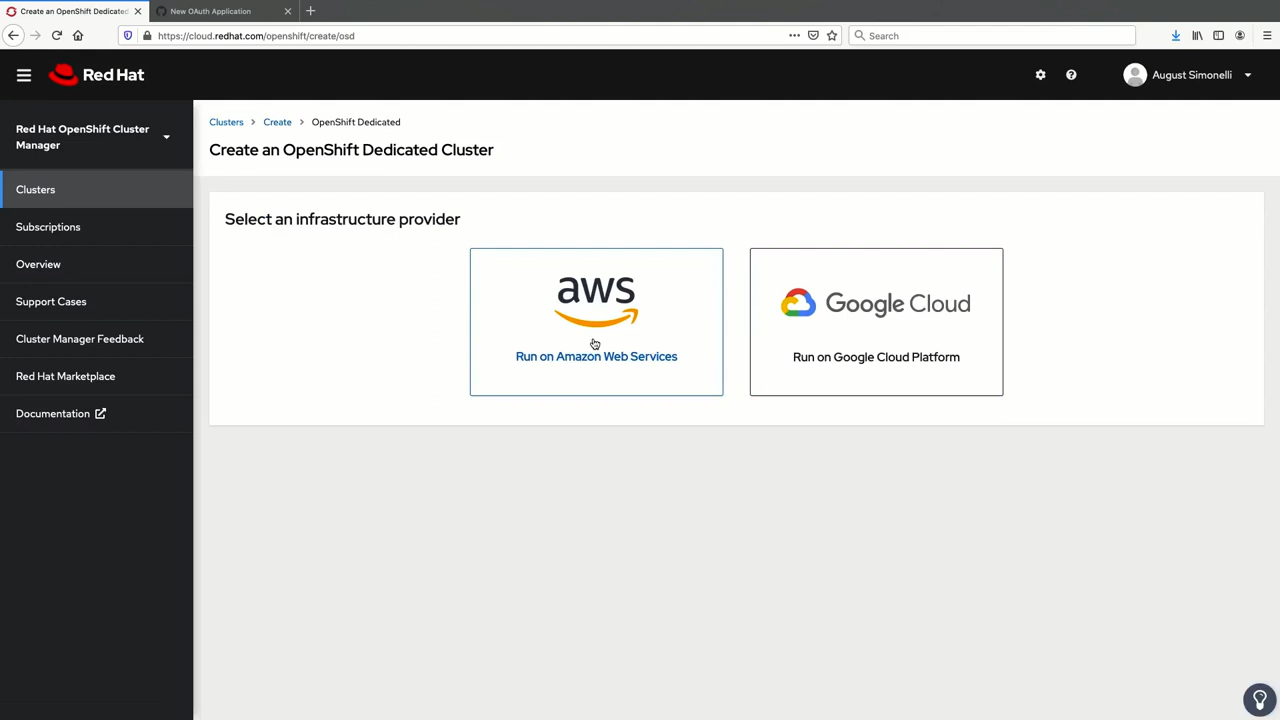 Create an OpenShift Dedicated
New OAuth Application
https://cloud.redhat.com/openshift/create/osd
Search
Red Hat
August Simonelli
Red Hat OpenShift Cluster
Manager
Clusters
Subscriptions
Overview
Support Cases
Cluster Manager Feedback
Red Hat Marketplace
Documentation
Clusters > Create > OpenShift Dedicated
Create an OpenShift Dedicated Cluster
Select an infrastructure provider
aws
Run on Amazon Web Services
Google Cloud
Run on Google Cloud Platform